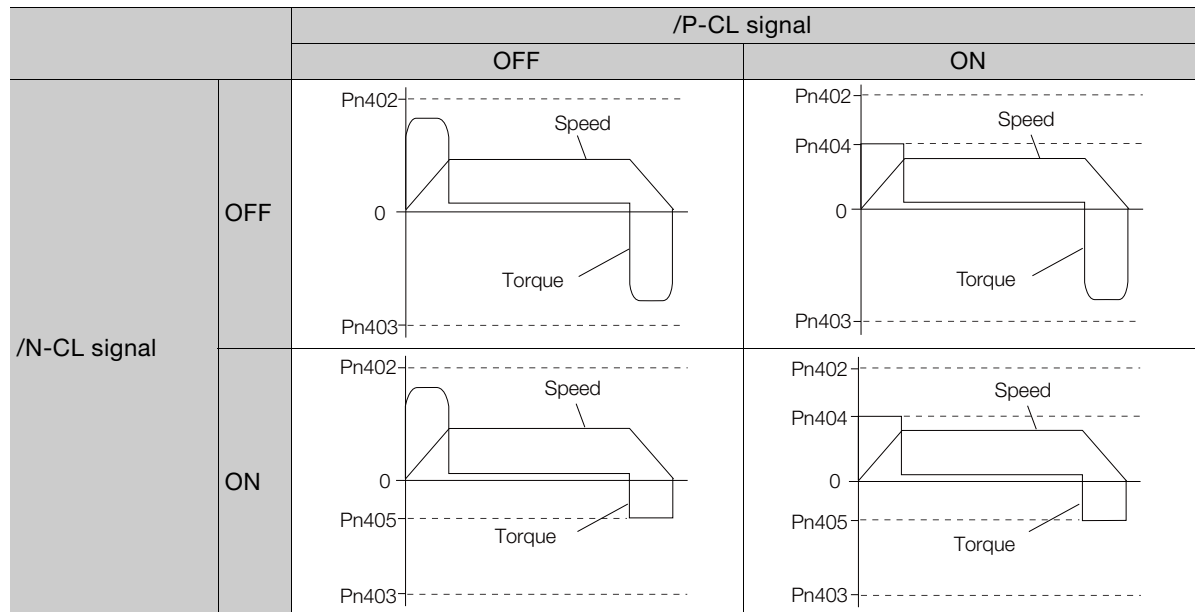 /P-CL signal
OFF
ON
/N-CL signal
OFF
Pn402
Speed
0
Torque
Pn403
Pn402
Speed
Pn404
0
Torque
Pn403
ON
Pn402
Speed
0
Pn405
Torque
Pn403
Pn402
Speed
Pn404
0
Pn405
Torque
Pn403